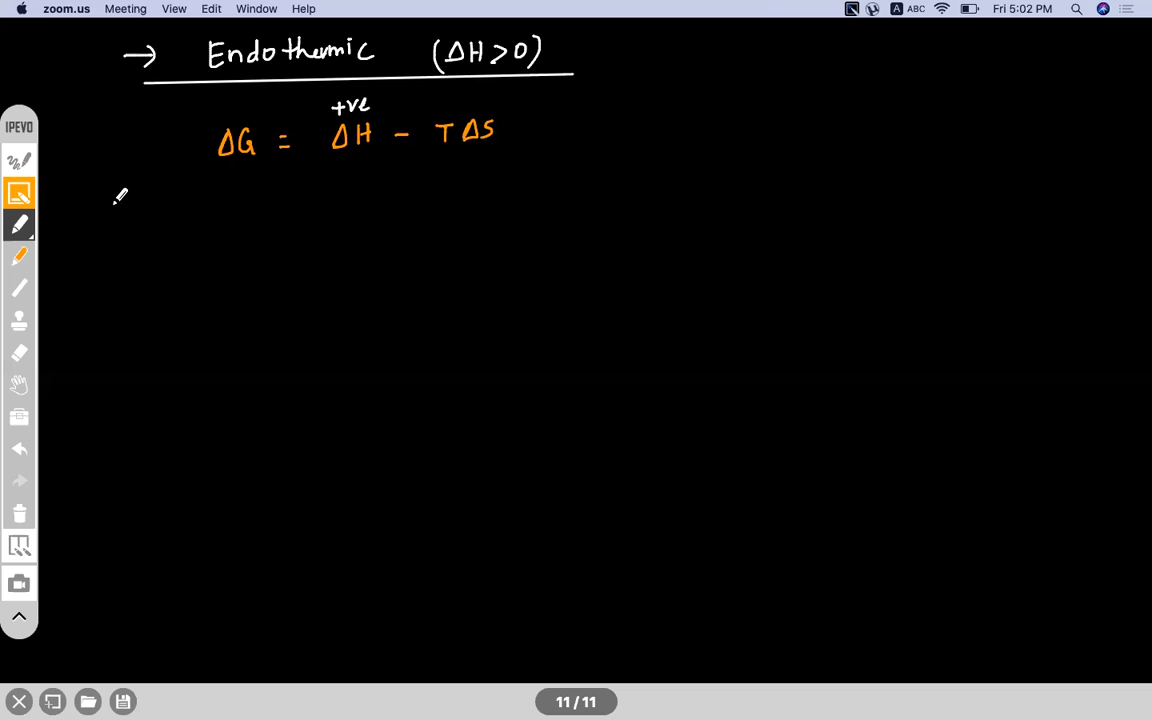 zoom.us Meeting View Edit Window Help A ABC Fri 5:02 PM
→ Endothermic (ΔH>0)
+ve
ΔG = ΔH - TΔS
IPEVO
11/11